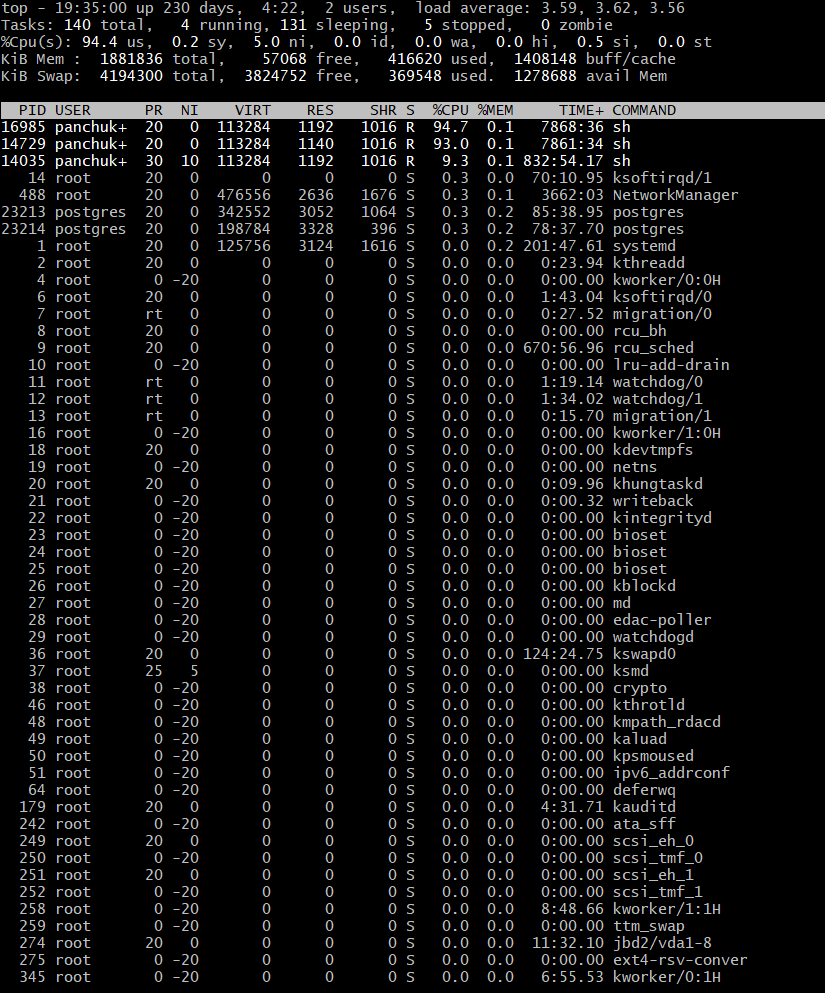 top - 19:35:00 up 230 days,  4:22,  2 users,  load average: 3.59, 3.62, 3.56
Tasks: 140 total,   4 running, 131 sleeping,   5 stopped,   0 zombie
%Cpu(s): 94.4 us,  0.2 sy,  5.0 ni,  0.0 id,  0.0 wa,  0.0 hi,  0.5 si,  0.0 st
KiB Mem :  1881836 total,    57068 free,   416620 used,  1408148 buff/cache
KiB Swap:  4194300 total,  3824752 free,   369548 used.  1278688 avail Mem
PID USER      PR  NI    VIRT    RES    SHR S  %CPU %MEM     TIME+ COMMAND
16985 panchuk+  20   0  113284   1192   1016 R  94.7  0.1   7868:36 sh
14729 panchuk+  20   0  113284   1140   1016 R  93.0  0.1   7861:34 sh
14035 panchuk+  30  10  113284   1192   1016 R   9.3  0.1 832:54.17 sh
14 root      20   0       0      0      0 S   0.3  0.0  70:10.95 ksoftirqd/1
488 root      20   0  476556   2636   1676 S   0.3  0.1   3662:03 NetworkManager
23213 postgres  20   0  342552   3052   1064 S   0.3  0.2  85:38.95 postgres
23214 postgres  20   0  198784   3328    396 S   0.3  0.2  78:37.70 postgres
1 root      20   0  125756   3124   1616 S   0.0  0.2 201:47.61 systemd
2 root      20   0       0      0      0 S   0.0  0.0   0:23.94 kthreadd
4 root       0 -20       0      0      0 S   0.0  0.0   0:00.00 kworker/0:0H
6 root      20   0       0      0      0 S   0.0  0.0   1:43.04 ksoftirqd/0
7 root      rt   0       0      0      0 S   0.0  0.0   0:27.52 migration/0
8 root      20   0       0      0      0 S   0.0  0.0   0:00.00 rcu_bh
9 root      20   0       0      0      0 S   0.0  0.0 670:56.96 rcu_sched
10 root       0 -20       0      0      0 S   0.0  0.0   0:00.00 lru-add-drain
11 root      rt   0       0      0      0 S   0.0  0.0   1:19.14 watchdog/0
12 root      rt   0       0      0      0 S   0.0  0.0   1:34.02 watchdog/1
13 root      rt   0       0      0      0 S   0.0  0.0   0:15.70 migration/1
16 root       0 -20       0      0      0 S   0.0  0.0   0:00.00 kworker/1:0H
18 root      20   0       0      0      0 S   0.0  0.0   0:00.00 kdevtmpfs
19 root       0 -20       0      0      0 S   0.0  0.0   0:00.00 netns
20 root      20   0       0      0      0 S   0.0  0.0   0:09.96 khungtaskd
21 root       0 -20       0      0      0 S   0.0  0.0   0:00.32 writeback
22 root       0 -20       0      0      0 S   0.0  0.0   0:00.00 kintegrityd
23 root       0 -20       0      0      0 S   0.0  0.0   0:00.00 bioset
24 root       0 -20       0      0      0 S   0.0  0.0   0:00.00 bioset
25 root       0 -20       0      0      0 S   0.0  0.0   0:00.00 bioset
26 root       0 -20       0      0      0 S   0.0  0.0   0:00.00 kblockd
27 root       0 -20       0      0      0 S   0.0  0.0   0:00.00 md
28 root       0 -20       0      0      0 S   0.0  0.0   0:00.00 edac-poller
29 root       0 -20       0      0      0 S   0.0  0.0   0:00.00 watchdogd
36 root      20   0       0      0      0 S   0.0  0.0 124:24.75 kswapd0
37 root      25   5       0      0      0 S   0.0  0.0   0:00.00 ksmd
38 root       0 -20       0      0      0 S   0.0  0.0   0:00.00 crypto
46 root       0 -20       0      0      0 S   0.0  0.0   0:00.00 kthrotld
48 root       0 -20       0      0      0 S   0.0  0.0   0:00.00 kmpath_rdacd
49 root       0 -20       0      0      0 S   0.0  0.0   0:00.00 kaluad
50 root       0 -20       0      0      0 S   0.0  0.0   0:00.00 kpsmoused
51 root       0 -20       0      0      0 S   0.0  0.0   0:00.00 ipv6_addrconf
64 root       0 -20       0      0      0 S   0.0  0.0   0:00.00 deferwq
179 root      20   0       0      0      0 S   0.0  0.0   4:31.71 kauditd
242 root       0 -20       0      0      0 S   0.0  0.0   0:00.00 ata_sff
249 root      20   0       0      0      0 S   0.0  0.0   0:00.00 scsi_eh_0
250 root       0 -20       0      0      0 S   0.0  0.0   0:00.00 scsi_tmf_0
251 root      20   0       0      0      0 S   0.0  0.0   0:00.00 scsi_eh_1
252 root       0 -20       0      0      0 S   0.0  0.0   0:00.00 scsi_tmf_1
258 root       0 -20       0      0      0 S   0.0  0.0   8:48.66 kworker/1:1H
259 root       0 -20       0      0      0 S   0.0  0.0   0:00.00 ttm_swap
274 root      20   0       0      0      0 S   0.0  0.0  11:32.10 jbd2/vda1-8
275 root       0 -20       0      0      0 S   0.0  0.0   0:00.00 ext4-rsv-conver
345 root       0 -20       0      0      0 S   0.0  0.0   6:55.53 kworker/0:1H